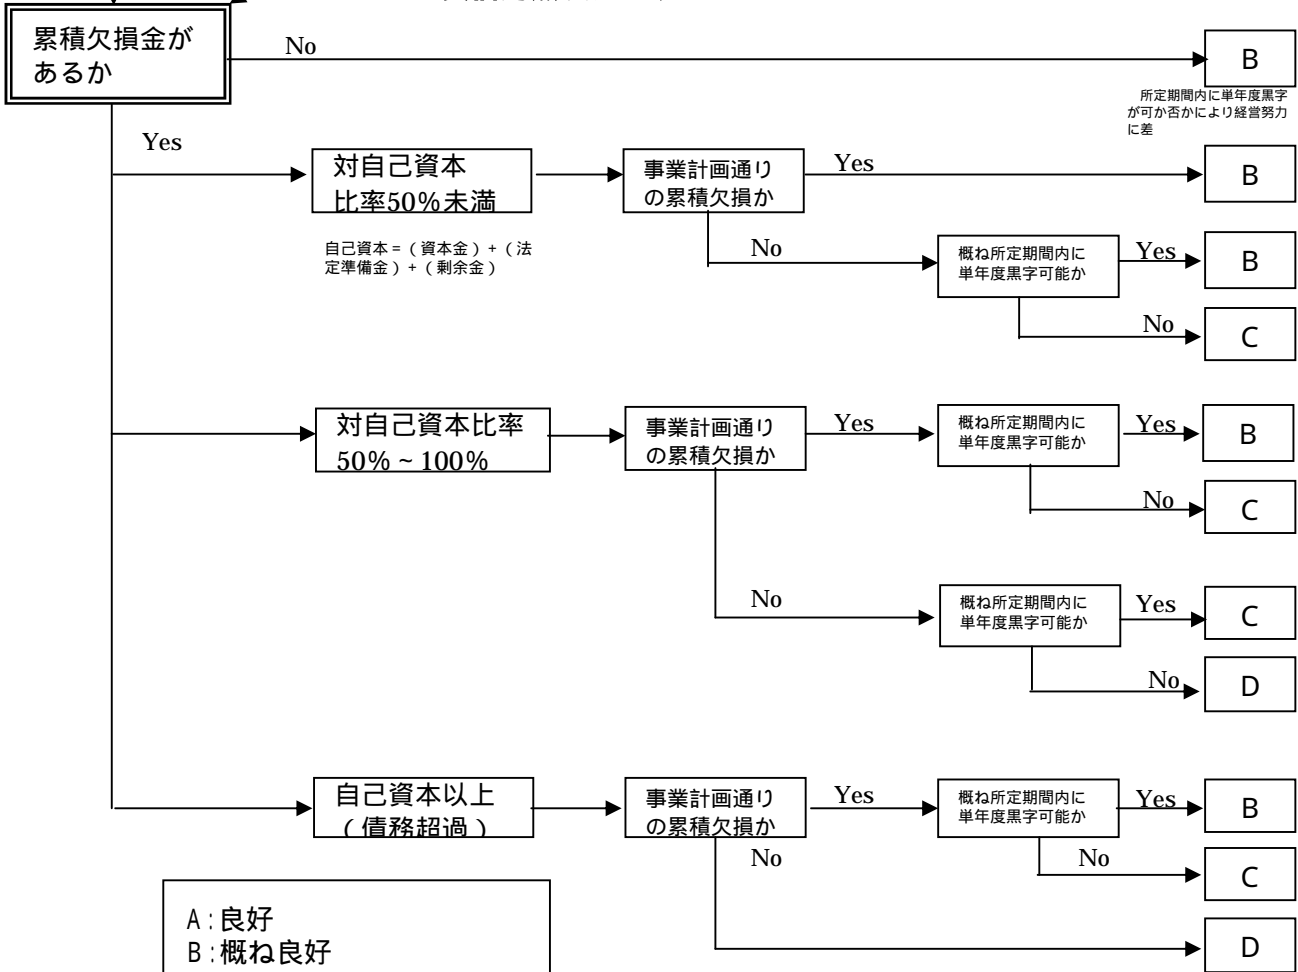 累積欠損金が
あるか
No
B
所定期間内に単年度黒字
が可か否かにより経営努力
に差
Yes
対自己資本
比率50%未満
事業計画通り
の累積欠損か
Yes
B
自己資本=(資本金)+(法
定準備金)+(剰余金)
No
概ね所定期間内に
単年度黒字可能か
Yes
B
No
C
対自己資本比率
50%~100%
事業計画通り
の累積欠損か
Yes
概ね所定期間内に
単年度黒字可能か
Yes
B
No
C
No
概ね所定期間内に
単年度黒字可能か
Yes
C
No
D
自己資本以上
(債務超過)
事業計画通り
の累積欠損か
Yes
概ね所定期間内に
単年度黒字可能か
Yes
B
No
No
C
D
A:良好
B:概ね良好